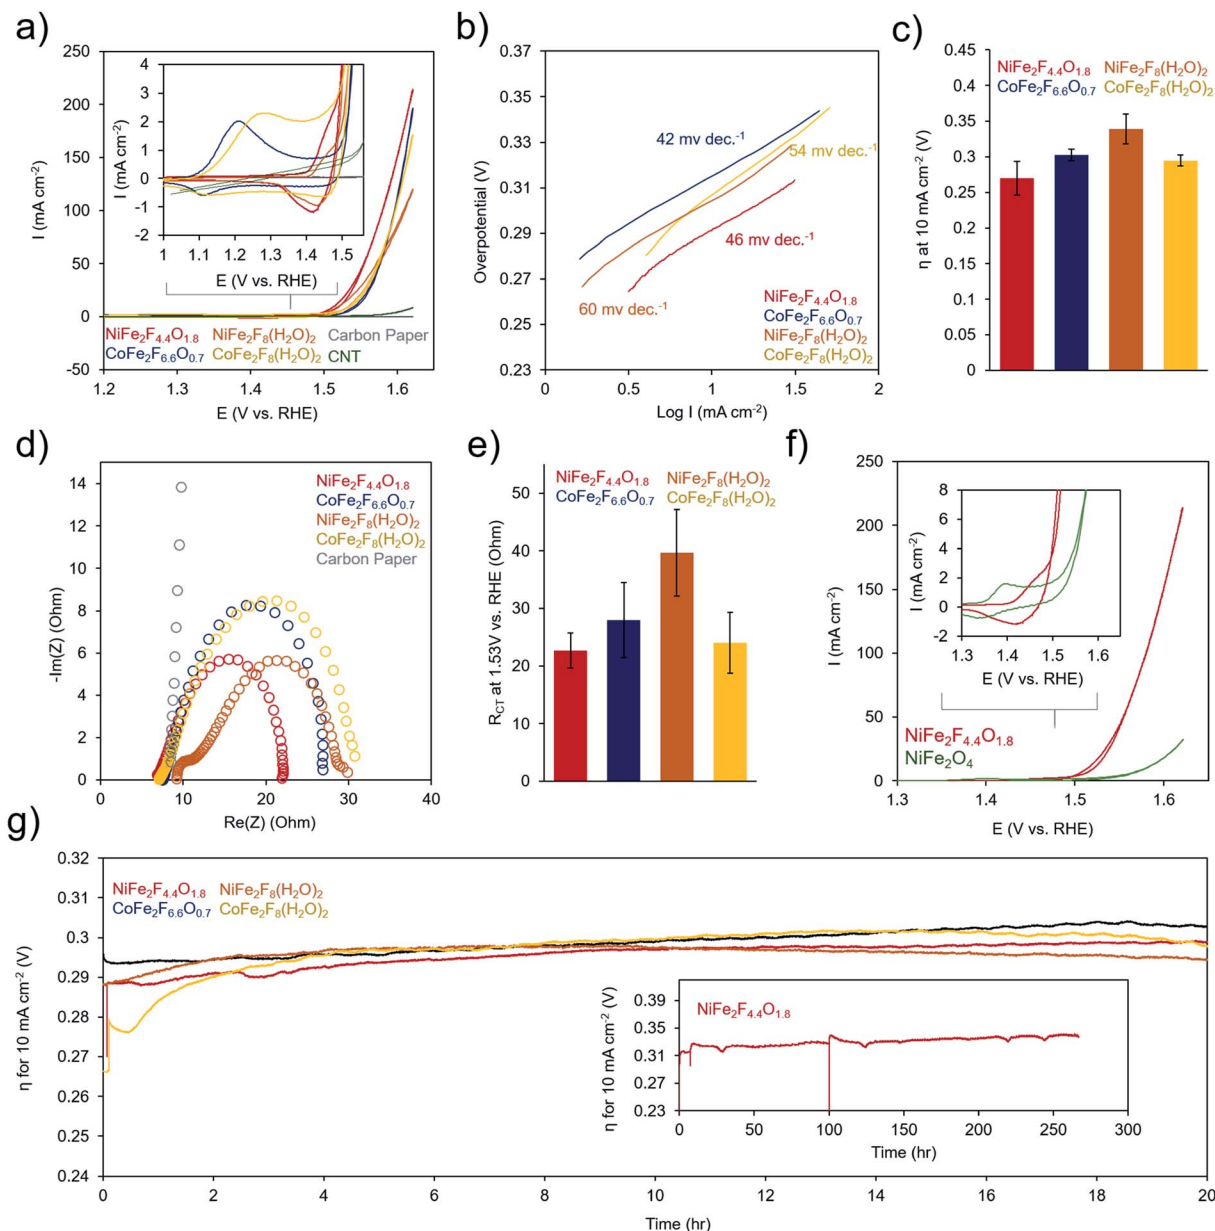 a)
250
200
150
100
50
0
-50
I (mA cm⁻²)
1.2 1.3 1.4 1.5 1.6
E (V vs. RHE)
4
3
2
1
0
-1
-2
I (mA cm⁻²)
1 1.1 1.2 1.3 1.4 1.5
E (V vs. RHE)
NiFe₂F₄.₄O₁.₈ NiFe₂F₈(H₂O)₂ Carbon Paper
CoFe₂F₆.₆O₀.₇ CoFe₂F₈(H₂O)₂ CNT
b)
0.37
0.35
0.33
0.31
0.29
0.27
0.25
0.23
Overpotential (V)
42 mv dec.⁻¹
54 mv dec.⁻¹
46 mv dec.⁻¹
60 mv dec.⁻¹
NiFe₂F₄.₄O₁.₈
CoFe₂F₆.₆O₀.₇
NiFe₂F₈(H₂O)₂
CoFe₂F₈(H₂O)₂
0 0.5 1 1.5 2
Log I (mA cm⁻²)
c)
0.45
0.4
0.35
0.3
0.25
0.2
0.15
0.1
0.05
0
η at 10 mA cm⁻² (V)
NiFe₂F₄.₄O₁.₈ NiFe₂F₈(H₂O)₂
CoFe₂F₆.₆O₀.₇ CoFe₂F₈(H₂O)₂
d)
14
12
10
8
6
4
2
0
-Im(Z) (Ohm)
NiFe₂F₄.₄O₁.₈
CoFe₂F₆.₆O₀.₇
NiFe₂F₈(H₂O)₂
CoFe₂F₈(H₂O)₂
Carbon Paper
0 10 20 30 40
Re(Z) (Ohm)
e)
50
40
30
20
10
0
R_CT at 1.53V vs. RHE (Ohm)
NiFe₂F₄.₄O₁.₈ NiFe₂F₈(H₂O)₂
CoFe₂F₆.₆O₀.₇ CoFe₂F₈(H₂O)₂
f)
250
200
150
100
50
0
I (mA cm⁻²)
8
6
4
2
0
-2
I (mA cm⁻²)
1.3 1.4 1.5 1.6
E (V vs. RHE)
NiFe₂F₄.₄O₁.₈
NiFe₂O₄
1.3 1.4 1.5 1.6
E (V vs. RHE)
g)
0.32
0.31
0.3
0.29
0.28
0.27
0.26
0.25
0.24
η for 10 mA cm⁻² (V)
NiFe₂F₄.₄O₁.₈ NiFe₂F₈(H₂O)₂
CoFe₂F₆.₆O₀.₇ CoFe₂F₈(H₂O)₂
0.39
0.35
0.31
0.27
0.23
η for 10 mA cm⁻² (V)
NiFe₂F₄.₄O₁.₈
0 50 100 150 200 250 300
Time (hr)
0 2 4 6 8 10 12 14 16 18 20
Time (hr)